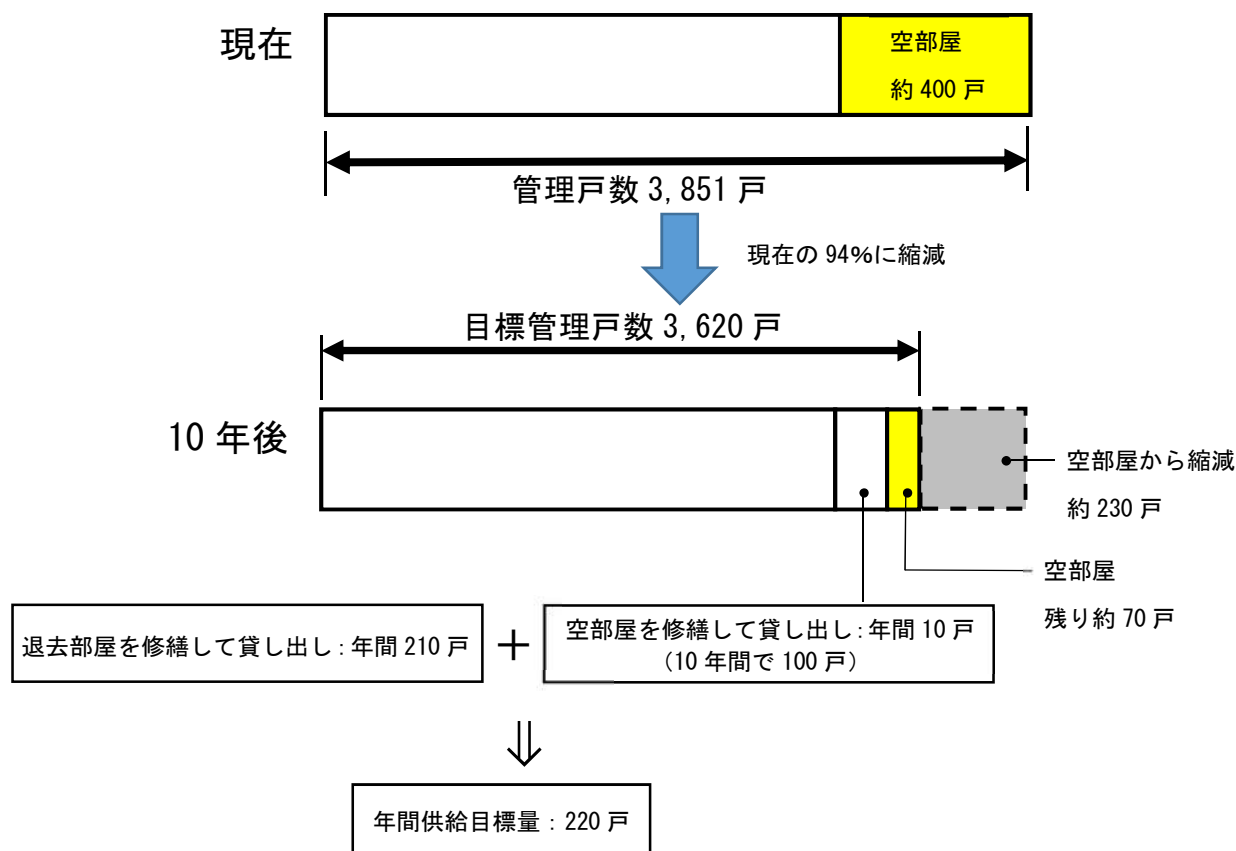 現在
空部屋
約 400 戸
管理戸数 3,851 戸
現在の 94%に縮減
目標管理戸数 3,620 戸
10 年後
空部屋から縮減
約 230 戸
空部屋
残り約 70 戸
退去部屋を修繕して貸し出し:年間 210 戸
＋
空部屋を修繕して貸し出し:年間 10 戸
（10 年間で 100 戸）
⇓
年間供給目標量：220 戸